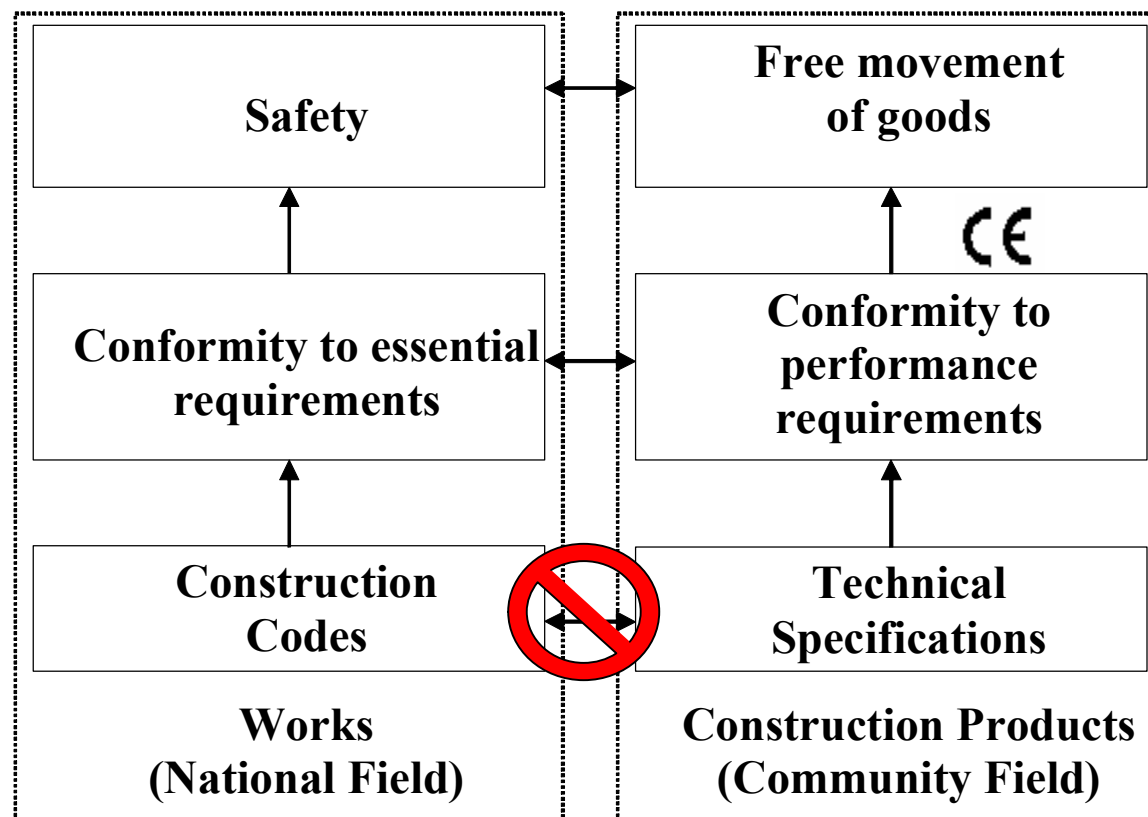 Safety
Free movement
of goods
CE
Conformity to essential
requirements
Conformity to
performance
requirements
Construction
Codes
Technical
Specifications
Works
(National Field)
Construction Products
(Community Field)